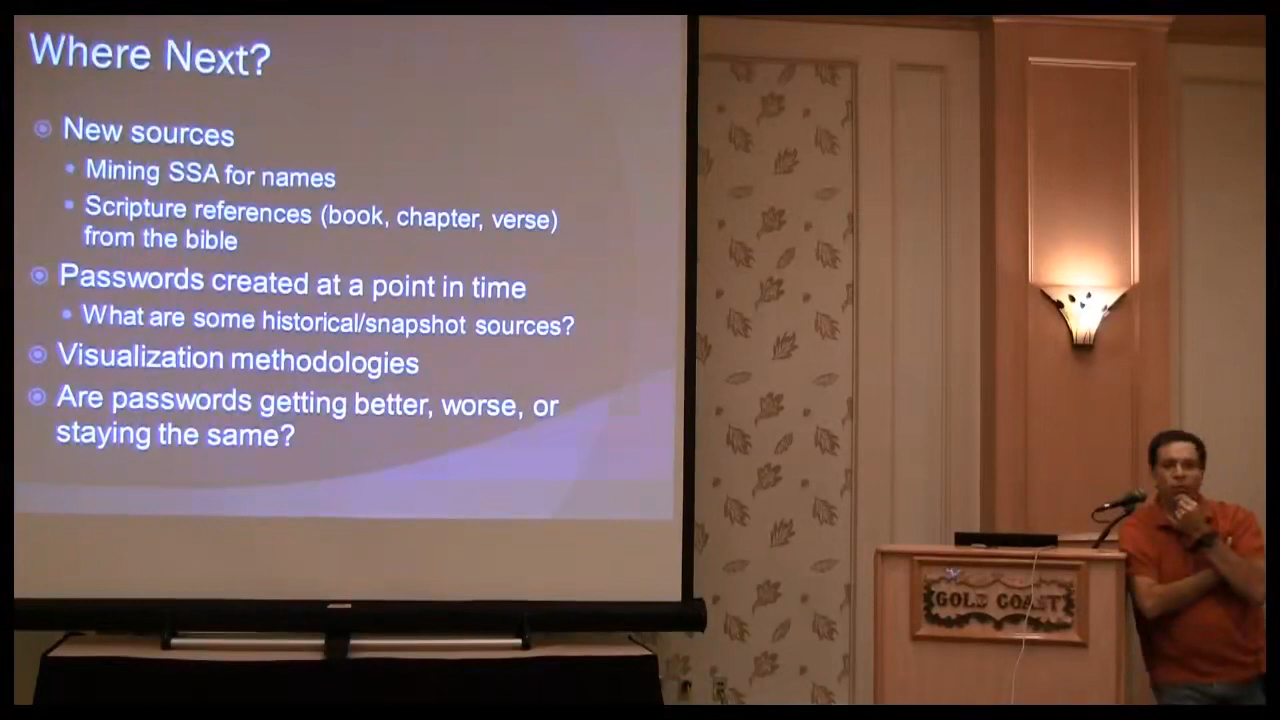 Where Next?
New sources
Mining SSA for names
Scripture references (book, chapter, verse)
from the bible
Passwords created at a point in time
What are some historical/snapshot sources?
Visualization methodologies
Are passwords getting better, worse, or
staying the same?
GOLD COAST